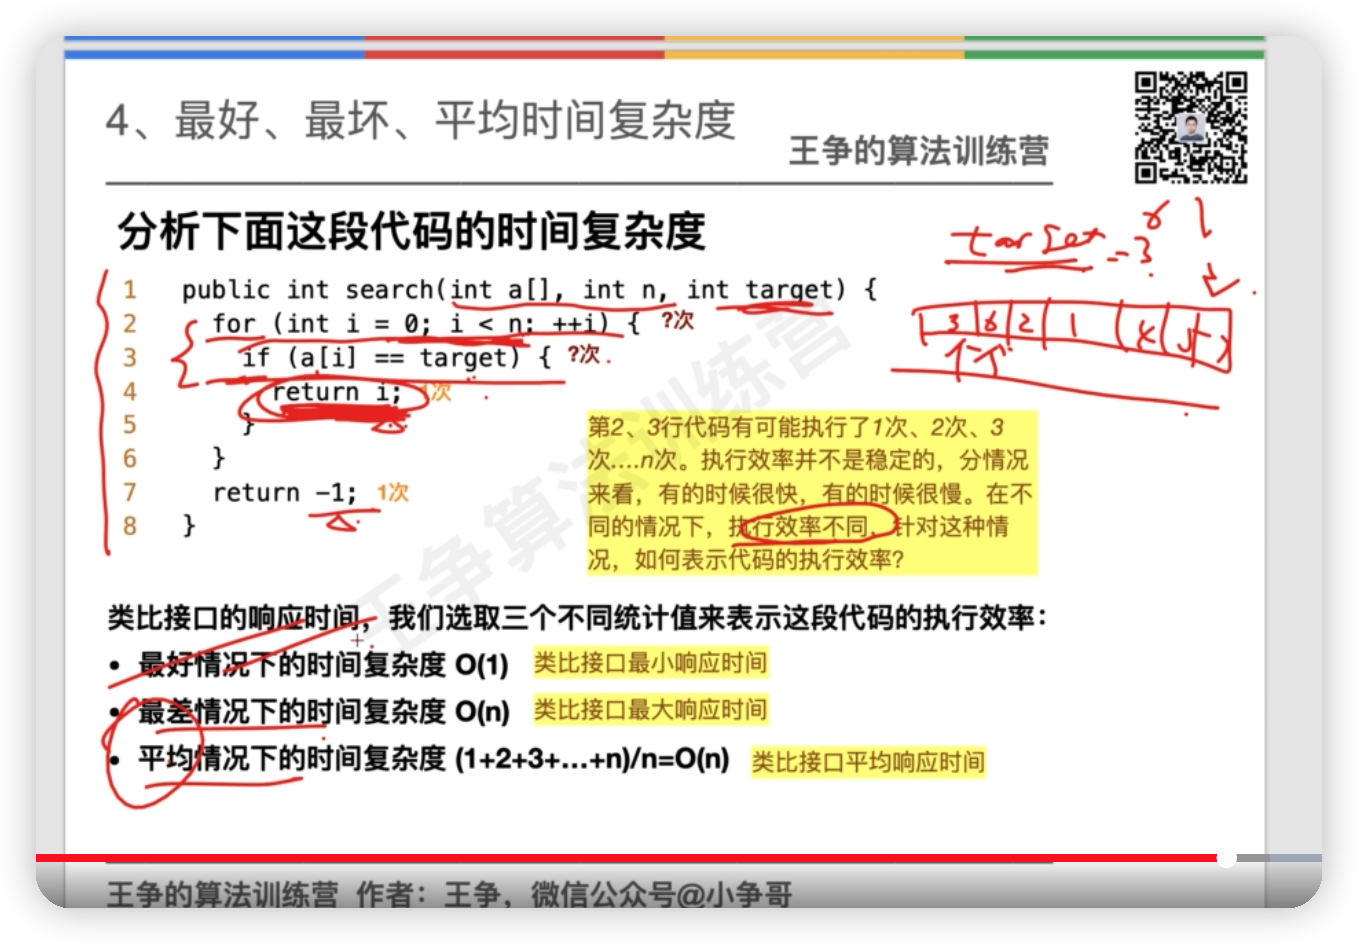 4、最好、最坏、平均时间复杂度
王争的算法训练营
分析下面这段代码的时间复杂度
1 public int search(int a[], int n, int target) {
2 for (int i = 0; i < n; ++i) { ?次
3 if (a[i] == target) { ?次
4 return i; 1次
5 }
6 }
7 return -1; 1次
8 }
target = 3
3 6 2 1
第2、3行代码有可能执行了1次、2次、3
次....n次。执行效率并不是稳定的，分情况
来看，有的时候很快，有的时候很慢。在不
同的情况下，执行效率不同，针对这种情
况，如何表示代码的执行效率？
王争算法训练营
类比接口的响应时间，我们选取三个不同统计值来表示这段代码的执行效率：
• 最好情况下的时间复杂度 O(1) 类比接口最小响应时间
• 最差情况下的时间复杂度 O(n) 类比接口最大响应时间
• 平均情况下的时间复杂度 (1+2+3+...+n)/n=O(n) 类比接口平均响应时间
王争的算法训练营 作者：王争，微信公众号@小争哥